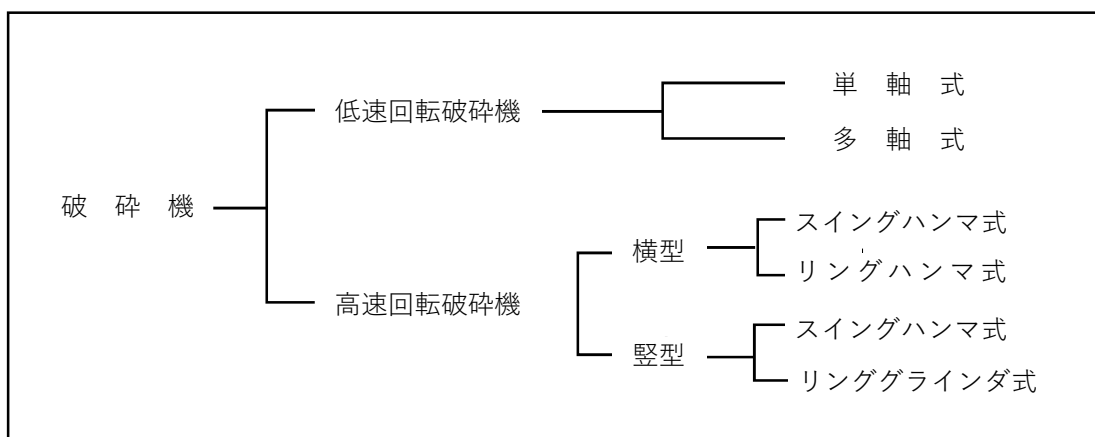 単軸式
低速回転破砕機
多軸式
破砕機
スイングハンマ式
横型
リングハンマ式
高速回転破砕機
スイングハンマ式
竪型
リンググラインダ式